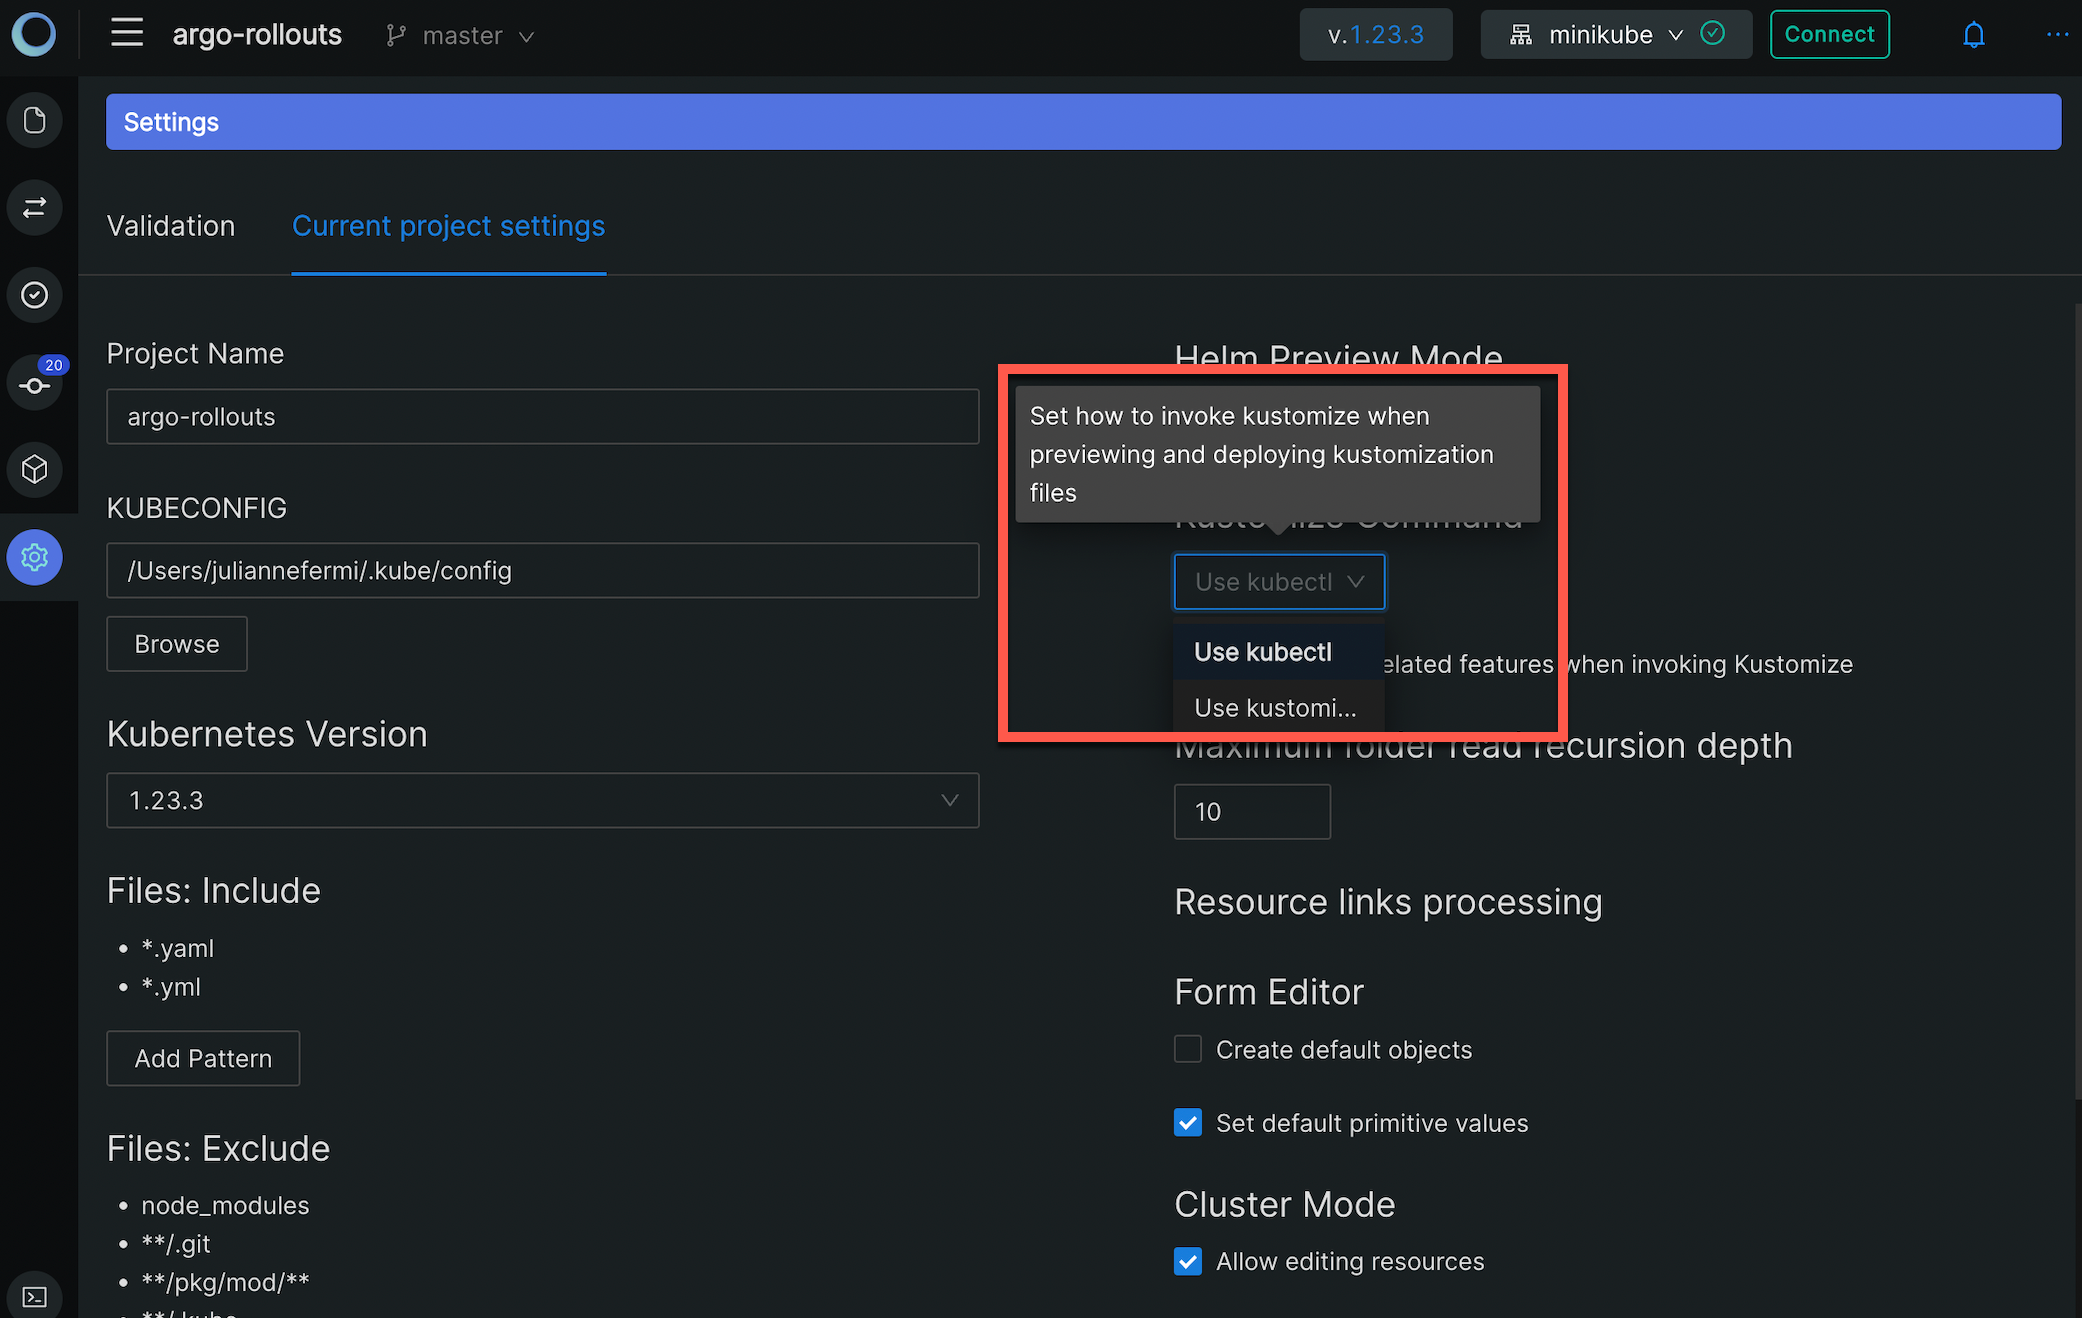 argo-rollouts
master
v.1.23.3
minikube
Connect
Settings
Validation
Current project settings
20
Project Name
argo-rollouts
KUBECONFIG
/Users/juliannefermi/.kube/config
Browse
Kubernetes Version
1.23.3
Files: Include
*.yaml
*.yml
Add Pattern
Files: Exclude
node_modules
**/.git
**/pkg/mod/**
**/.kube
Helm Preview Mode
Set how to invoke kustomize when
previewing and deploying kustomization
files
Kustomize Command
Use kubectl
Use kubectl
elated features when invoking Kustomize
Use kustomi...
Maximum folder read recursion depth
10
Resource links processing
Form Editor
Create default objects
Set default primitive values
Cluster Mode
Allow editing resources